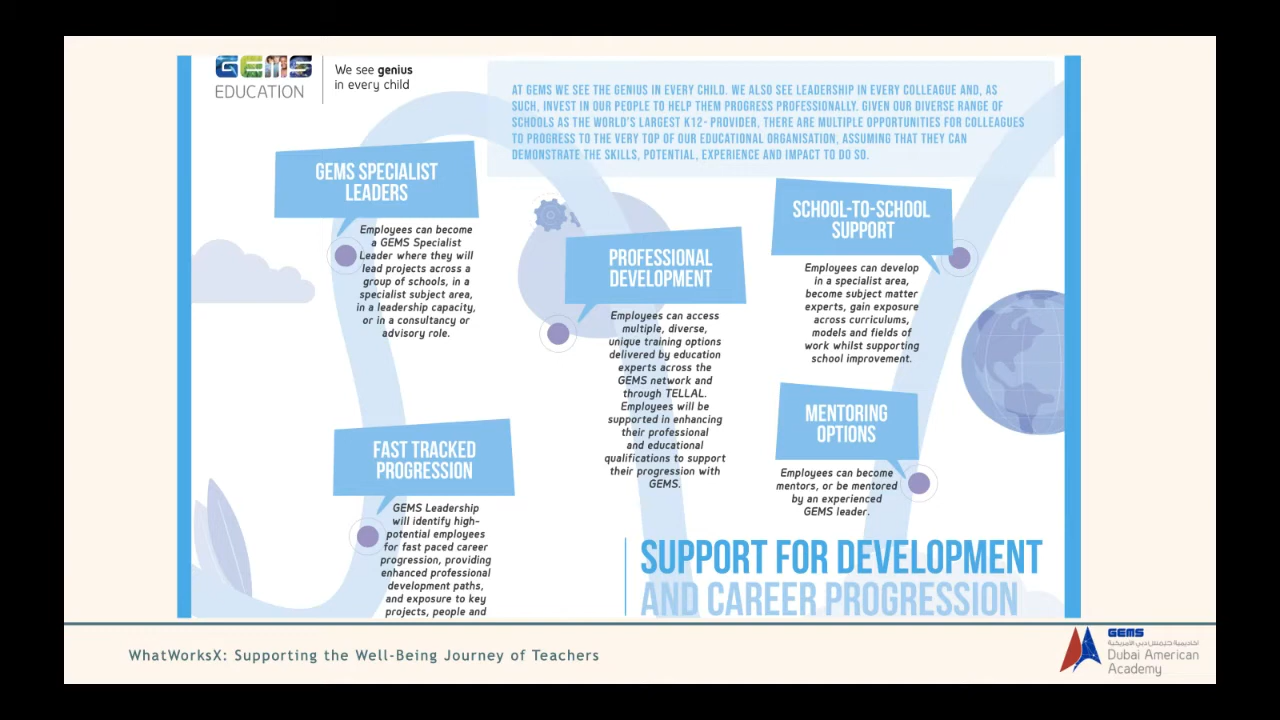 GEMS
EDUCATION
We see genius
in every child
AT GEMS WE SEE THE GENIUS IN EVERY CHILD. WE ALSO SEE LEADERSHIP IN EVERY COLLEAGUE AND, AS
SUCH, INVEST IN OUR PEOPLE TO HELP THEM PROGRESS PROFESSIONALLY. GIVEN OUR DIVERSE RANGE OF
SCHOOLS AS THE WORLD'S LARGEST K12- PROVIDER, THERE ARE MULTIPLE OPPORTUNITIES FOR COLLEAGUES
TO PROGRESS TO THE VERY TOP OF OUR EDUCATIONAL ORGANISATION, ASSUMING THAT THEY CAN
DEMONSTRATE THE SKILLS, POTENTIAL, EXPERIENCE AND IMPACT TO DO SO.
GEMS SPECIALIST
LEADERS
Employees can become
a GEMS Specialist
Leader where they will
lead projects across a
group of schools, in a
specialist subject area,
in a leadership capacity,
or in a consultancy or
advisory role.
FAST TRACKED
PROGRESSION
GEMS Leadership
will identify high-
potential employees
for fast paced career
progression, providing
enhanced professional
development paths,
and exposure to key
projects, people and
PROFESSIONAL
DEVELOPMENT
Employees can access
multiple, diverse,
unique training options
delivered by education
experts across the
GEMS network and
through TELLAL.
Employees will be
supported in enhancing
their professional
and educational
qualifications to support
their progression with
GEMS.
SCHOOL-TO-SCHOOL
SUPPORT
Employees can develop
in a specialist area,
become subject matter
experts, gain exposure
across curriculums,
models and fields of
work whilst supporting
school improvement.
MENTORING
OPTIONS
Employees can become
mentors, or be mentored
by an experienced
GEMS leader.
SUPPORT FOR DEVELOPMENT
AND CAREER PROGRESSION
WhatWorksX: Supporting the Well-Being Journey of Teachers
GEMS
Dubai American
Academy